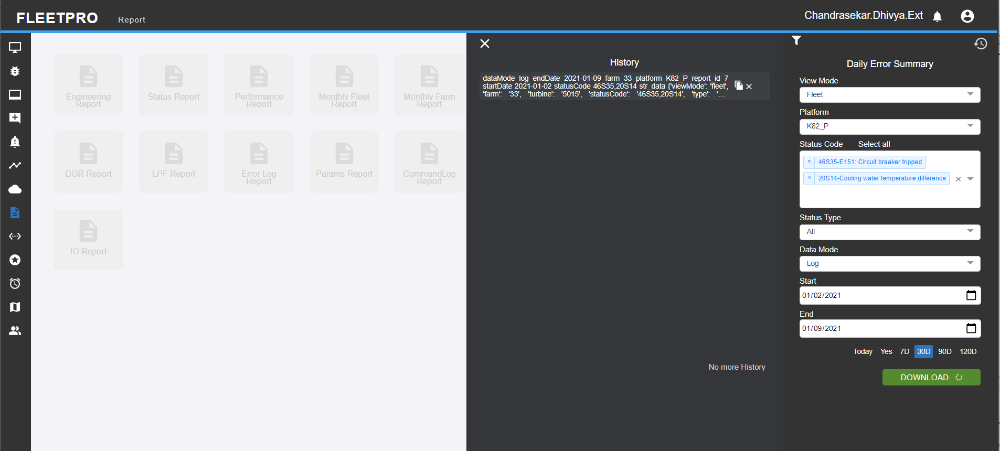 FLEETPRO
Report
Chandrasekar.Dhivya.Ext
Engineering
Report
Status Report
Performance
Report
Monthly Fleet
Report
Monthly Farm
Report
DGR Report
LPF Report
Error Log
Report
Params Report
CommandLog
Report
IO Report
History
dataMode log endDate 2021-01-09 farm 33 platform K82_P report_id 7
startDate 2021-01-02 statusCode 46S35,20S14 str_data {'viewMode': 'fleet',
'farm': '33', 'turbine': '5015', 'statusCode': '46S35,20S14', 'type': '...
No more History
Daily Error Summary
View Mode
Fleet
Platform
K82_P
Status Code Select all
× 46S35-E151: Circuit breaker tripped
× 20S14-Cooling water temperature difference ×
Status Type
All
Data Mode
Log
Start
01/02/2021
End
01/09/2021
Today Yes 7D 30D 90D 120D
DOWNLOAD